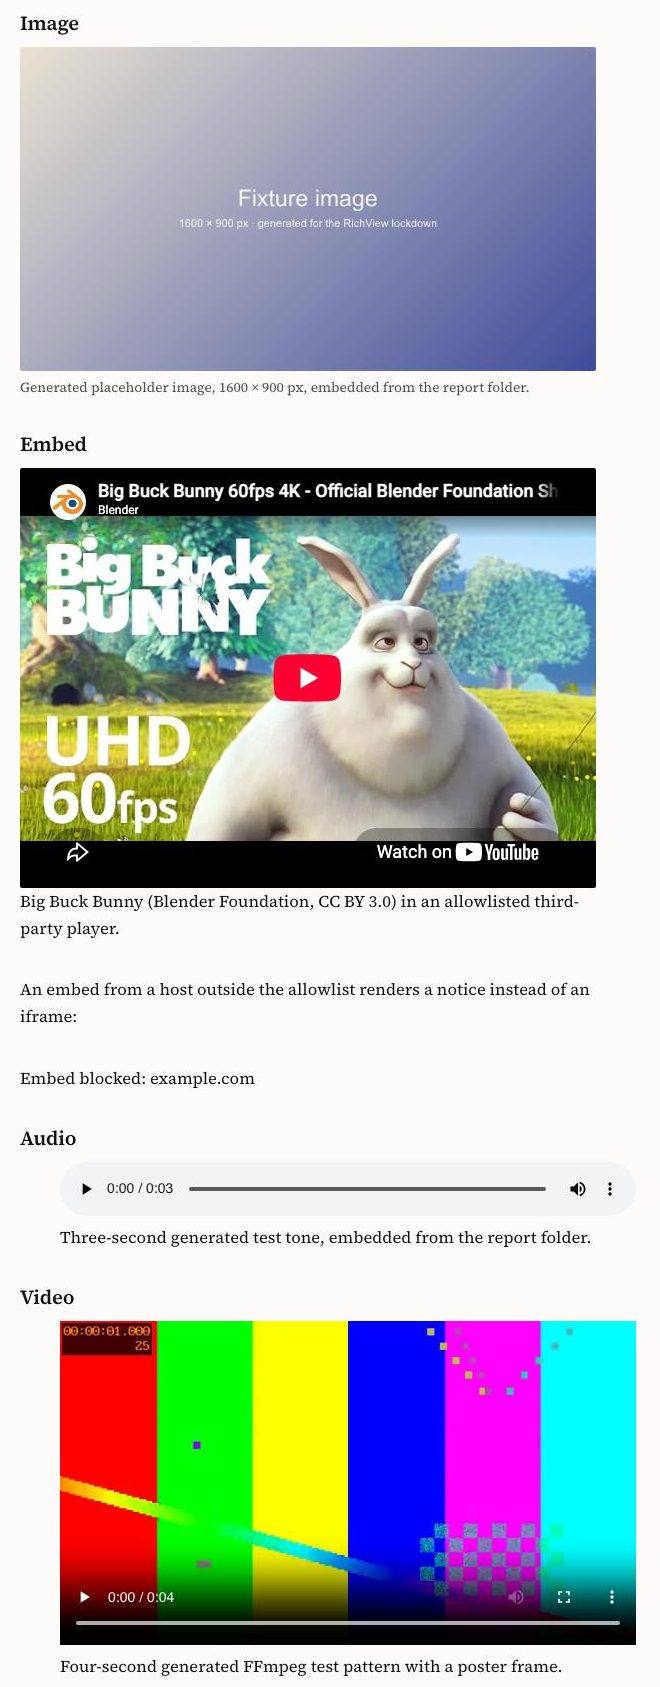 Image
Fixture image
1600 × 900 px · generated for the RichView lockdown
Generated placeholder image, 1600 × 900 px, embedded from the report folder.
Embed
Big Buck Bunny 60fps 4K - Official Blender Foundation Sh
Blender
Big Buck
BUNNY
UHD
60fps
Watch on YouTube
Big Buck Bunny (Blender Foundation, CC BY 3.0) in an allowlisted third-
party player.
An embed from a host outside the allowlist renders a notice instead of an
iframe:
Embed blocked: example.com
Audio
0:00 / 0:03
Three-second generated test tone, embedded from the report folder.
Video
00:00:01.000
25
0:00 / 0:04
Four-second generated FFmpeg test pattern with a poster frame.